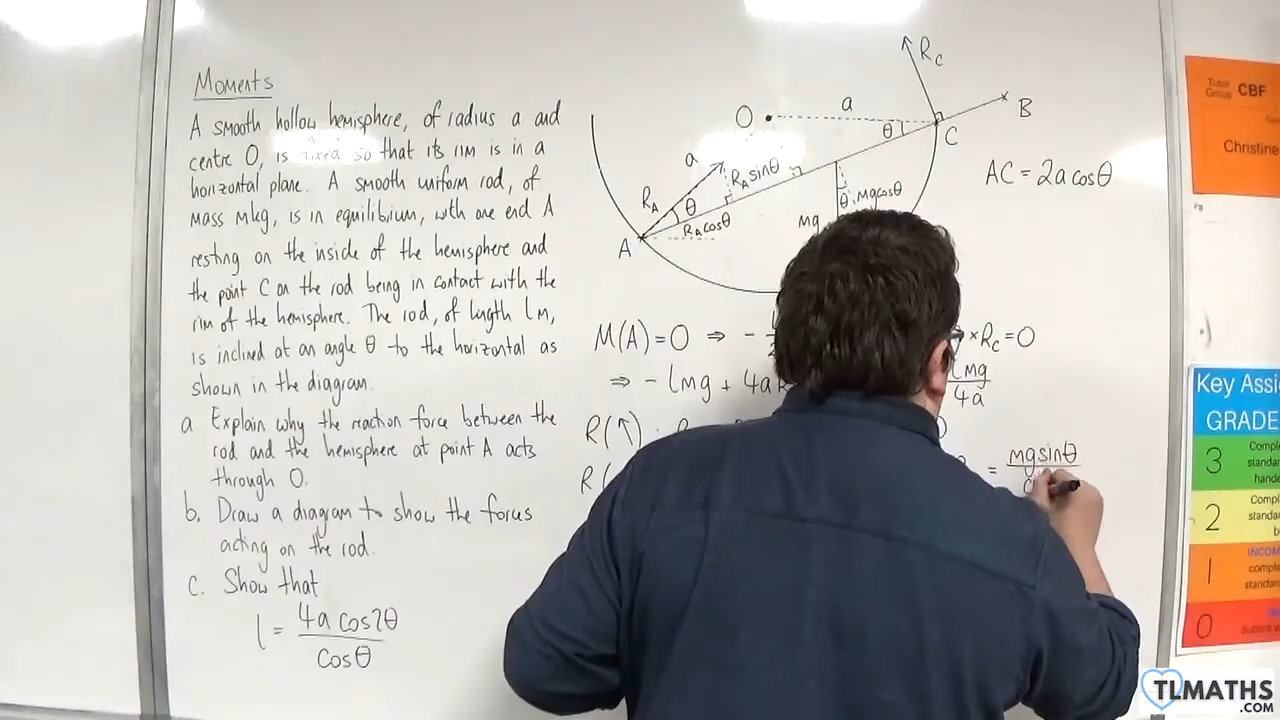 Moments
A smooth hollow hemisphere, of radius a and
centre O, is fixed so that its rim is in a
horizontal plane. A smooth uniform rod, of
mass m kg, is in equilibrium, with one end A
resting on the inside of the hemisphere and
the point C on the rod being in contact with the
rim of the hemisphere. The rod, of length l m,
is inclined at an angle θ to the horizontal as
shown in the diagram.
a Explain why the reaction force between the
rod and the hemisphere at point A acts
through O.
b. Draw a diagram to show the forces
acting on the rod.
c. Show that
l = 4a cos2θ
cosθ
R_C
B
O
a
θ
C
a
R_A sinθ
R_A
θ
R_A cosθ
A
θ
mg cosθ
mg
AC = 2a cosθ
M(A) = 0 ⇒ -
× R_C = 0
⇒ - lmg + 4a
lmg
4a
R(↑) :
R(
= mg sinθ
Tutor
Group CBF
Christine
GRADE
3
2
1
0
TLMATHS
.COM